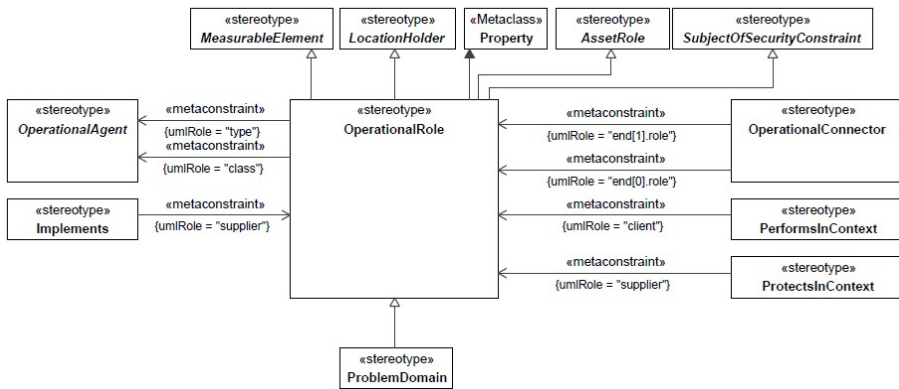 «stereotype»
MeasurableElement
«stereotype»
LocationHolder
«Metaclass»
Property
«stereotype»
AssetRole
«stereotype»
SubjectOfSecurityConstraint
«stereotype»
OperationalAgent
«metaconstraint»
{umlRole = "type"}
«metaconstraint»
{umlRole = "class"}
«stereotype»
OperationalRole
«metaconstraint»
{umlRole = "end[1].role"}
«metaconstraint»
{umlRole = "end[0].role"}
«stereotype»
OperationalConnector
«stereotype»
Implements
«metaconstraint»
{umlRole = "supplier"}
«metaconstraint»
{umlRole = "client"}
«stereotype»
PerformsInContext
«metaconstraint»
{umlRole = "supplier"}
«stereotype»
ProtectsInContext
«stereotype»
ProblemDomain